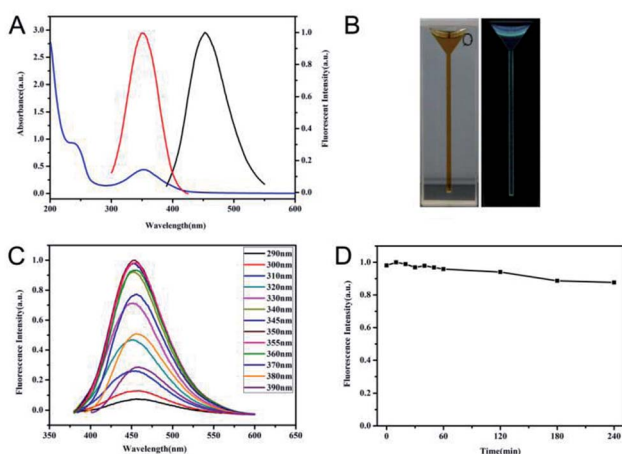 A
Absorbance(a.u.)
3.0
2.5
2.0
1.5
1.0
0.5
0.0
200 300 400 500 600
Wavelength(nm)
1.0
0.8
0.6
0.4
0.2
0.0
Fluorescent Intensity(a.u.)
B
C
Fluorescence Intensity(a.u.)
1.0
0.8
0.6
0.4
0.2
0.0
350 400 450 500 550 600 650
Wavelength(nm)
290nm
300nm
310nm
320nm
330nm
340nm
345nm
350nm
355nm
360nm
370nm
380nm
390nm
D
Fluorescence Intensity(a.u.)
1.0
0.8
0.6
0.4
0.2
0.0
0 60 120 180 240
Time(min)